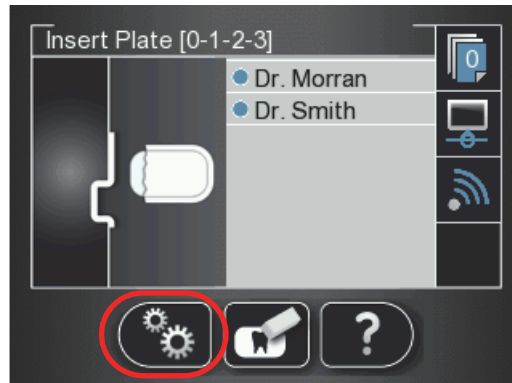 Insert Plate [0-1-2-3]
0
Dr. Morran
Dr. Smith
?